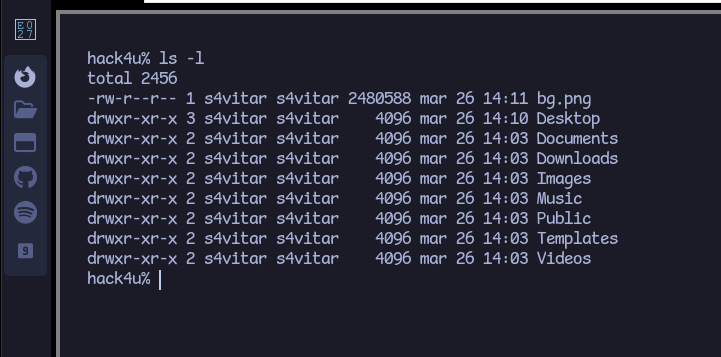 E0
27
9
hack4u% ls -l
total 2456
-rw-r--r-- 1 s4vitar s4vitar 2480588 mar 26 14:11 bg.png
drwxr-xr-x 3 s4vitar s4vitar    4096 mar 26 14:10 Desktop
drwxr-xr-x 2 s4vitar s4vitar    4096 mar 26 14:03 Documents
drwxr-xr-x 2 s4vitar s4vitar    4096 mar 26 14:03 Downloads
drwxr-xr-x 2 s4vitar s4vitar    4096 mar 26 14:03 Images
drwxr-xr-x 2 s4vitar s4vitar    4096 mar 26 14:03 Music
drwxr-xr-x 2 s4vitar s4vitar    4096 mar 26 14:03 Public
drwxr-xr-x 2 s4vitar s4vitar    4096 mar 26 14:03 Templates
drwxr-xr-x 2 s4vitar s4vitar    4096 mar 26 14:03 Videos
hack4u%